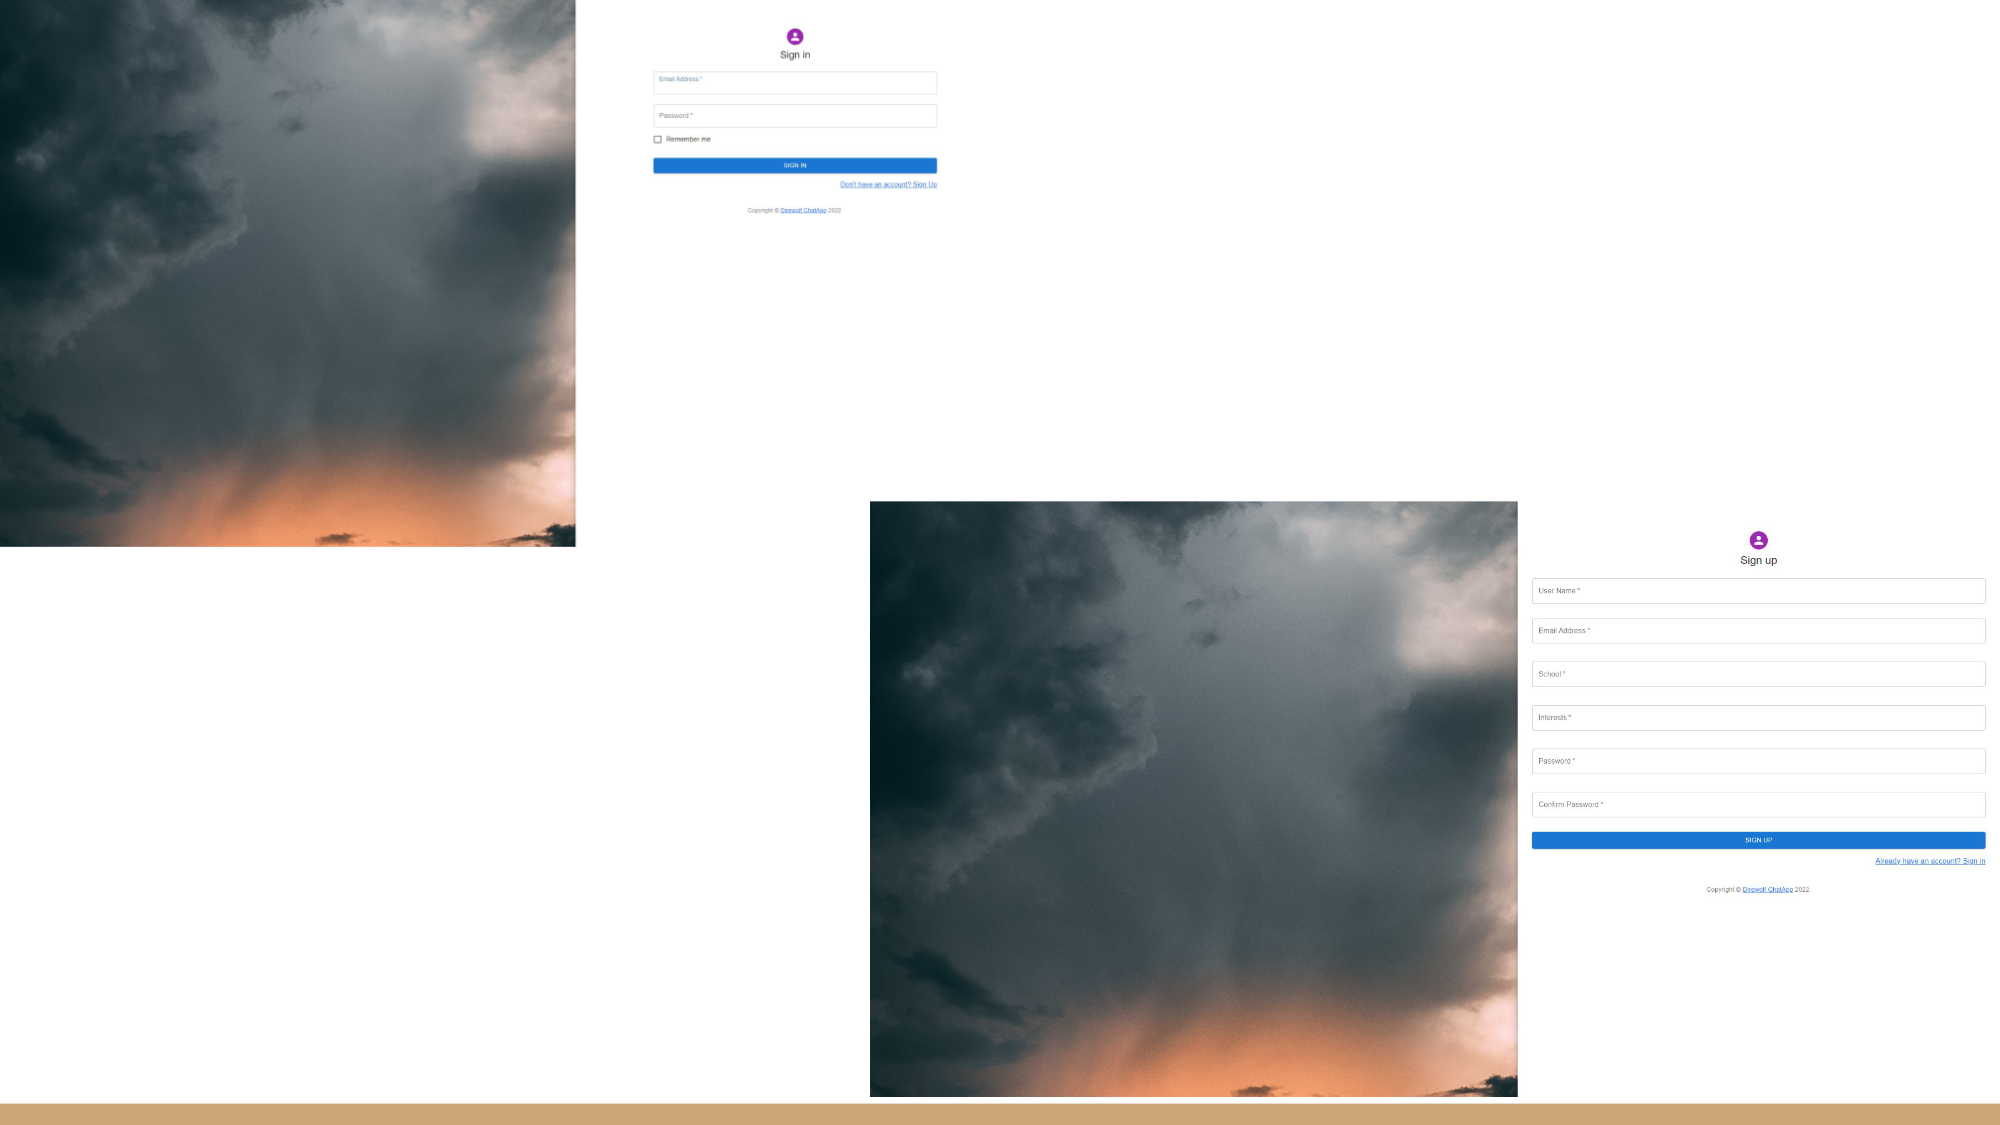 Sign in
Email Address *
Password *
Remember me
SIGN IN
Don't have an account? Sign Up
Copyright © Direwolf ChatApp 2022.
Sign up
User Name *
Email Address *
School *
Interests *
Password *
Confirm Password *
SIGN UP
Already have an account? Sign in
Copyright © Direwolf ChatApp 2022.